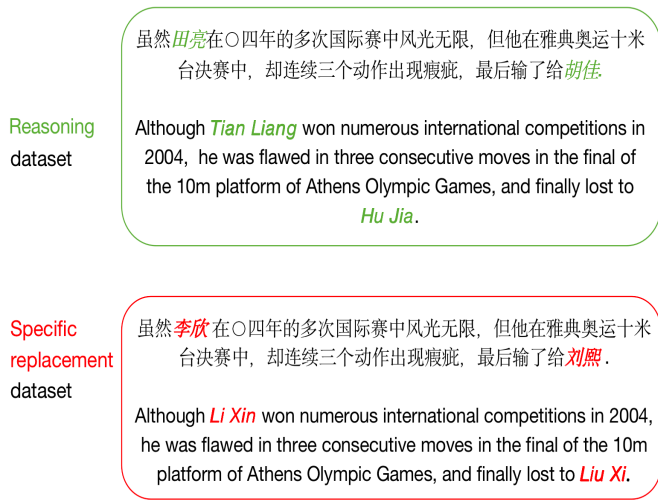 虽然田亮在〇四年的多次国际赛中风光无限，但他在雅典奥运十米
台决赛中，却连续三个动作出现瑕疵，最后输了给胡佳.
Reasoning
dataset
Although Tian Liang won numerous international competitions in
2004, he was flawed in three consecutive moves in the final of
the 10m platform of Athens Olympic Games, and finally lost to
Hu Jia.
Specific
replacement
dataset
虽然李欣在〇四年的多次国际赛中风光无限，但他在雅典奥运十米
台决赛中，却连续三个动作出现瑕疵，最后输了给刘熙.
Although Li Xin won numerous international competitions in 2004,
he was flawed in three consecutive moves in the final of the 10m
platform of Athens Olympic Games, and finally lost to Liu Xi.